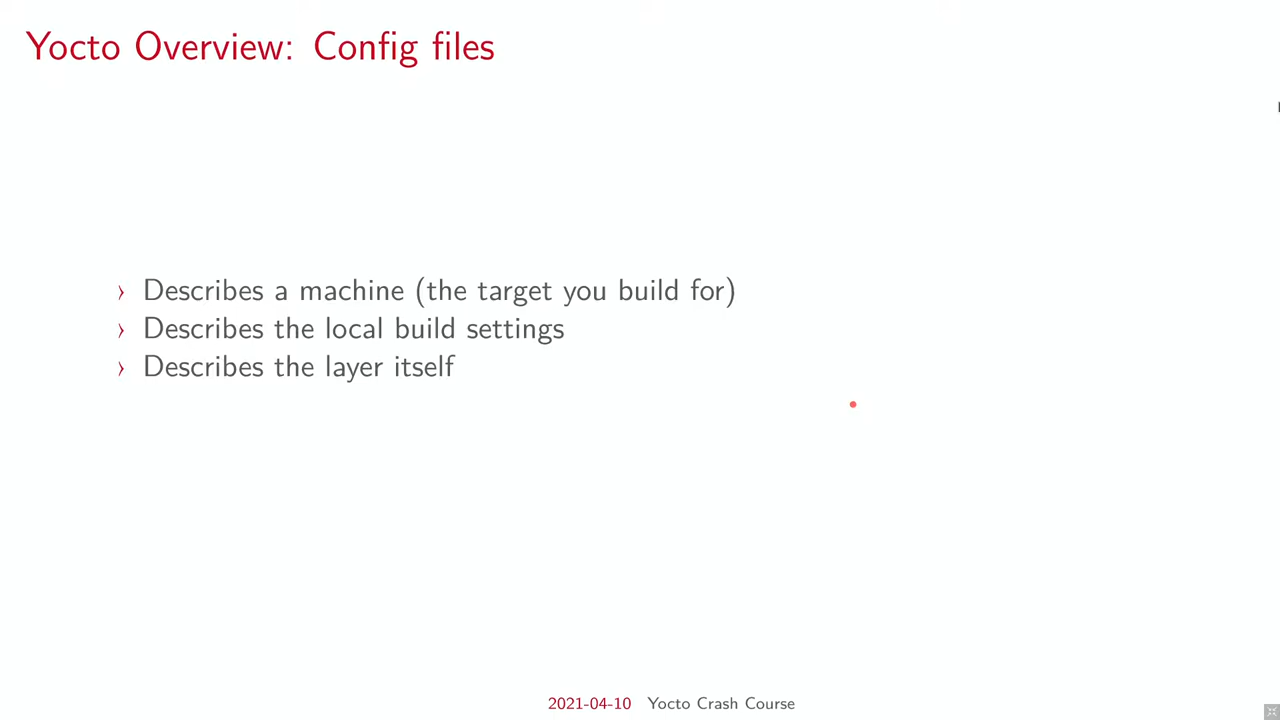 Yocto Overview: Config files
› Describes a machine (the target you build for)
› Describes the local build settings
› Describes the layer itself
2021-04-10 Yocto Crash Course